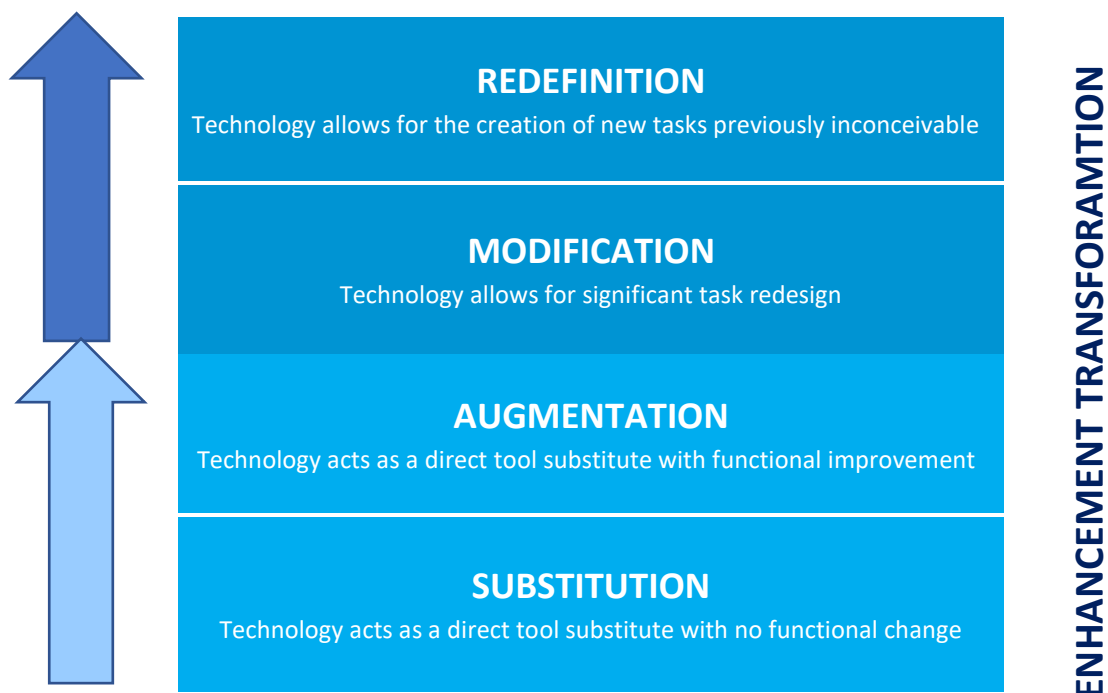 REDEFINITION
Technology allows for the creation of new tasks previously inconceivable
MODIFICATION
Technology allows for significant task redesign
AUGMENTATION
Technology acts as a direct tool substitute with functional improvement
SUBSTITUTION
Technology acts as a direct tool substitute with no functional change
ENHANCEMENT TRANSFORAMTION